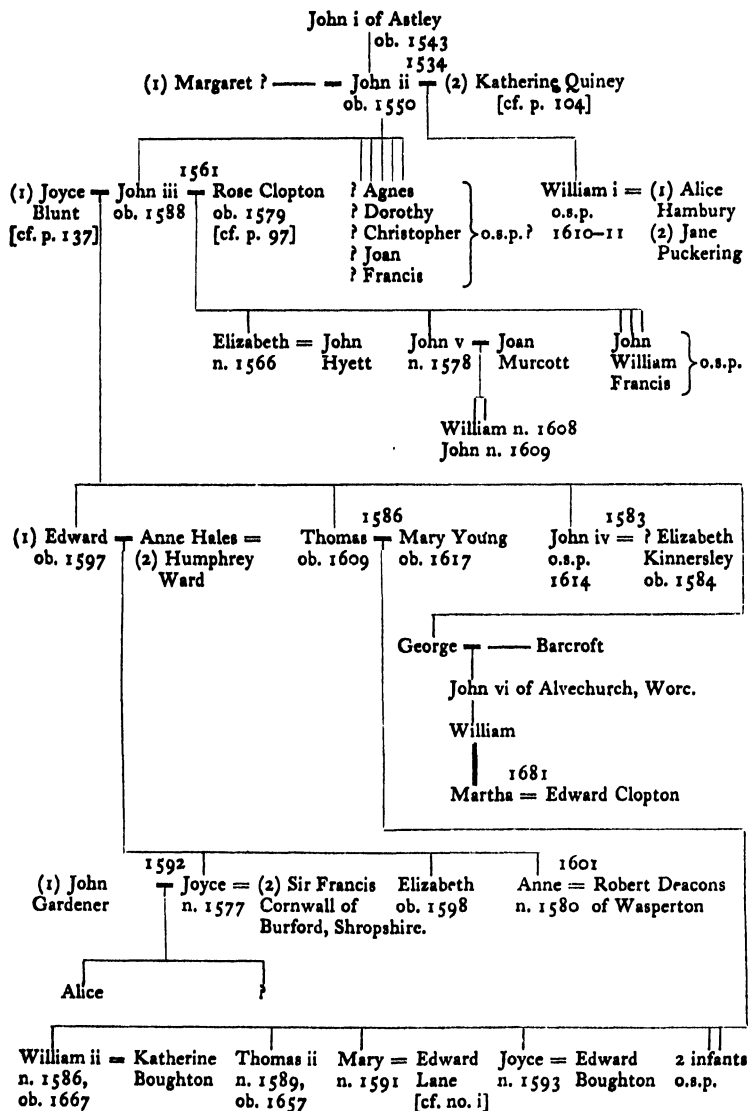 John i of Astley
ob. 1543
1534
(1) Margaret ? John ii (2) Katherine Quiney
ob. 1550 [cf. p. 104]
1561
(1) Joyce John iii Rose Clopton ? Agnes William i = (1) Alice
Blunt ob. 1588 ob. 1579 ? Dorothy o.s.p. Hambury
[cf. p. 137] [cf. p. 97] ? Christopher o.s.p. ? 1610–11 (2) Jane
? Joan Puckering
? Francis
Elizabeth = John John v Joan John
n. 1566 Hyett n. 1578 Murcott William o.s.p.
Francis
William n. 1608
John n. 1609
1586 1583
(1) Edward Anne Hales = Thomas Mary Young John iv = ? Elizabeth
ob. 1597 (2) Humphrey ob. 1609 ob. 1617 o.s.p. Kinnersley
Ward 1614 ob. 1584
George Barcroft
John vi of Alvechurch, Worc.
William
1681
Martha = Edward Clopton
1592 1601
(1) John Joyce = (2) Sir Francis Elizabeth Anne = Robert Deacons
Gardener n. 1577 Cornwall of ob. 1598 n. 1580 of Wasperton
Burford, Shropshire.
Alice ?
William ii Katherine Thomas ii Mary = Edward Joyce = Edward 2 infants
n. 1586, Boughton n. 1589, n. 1591 Lane n. 1593 Boughton o.s.p.
ob. 1667 ob. 1657 [cf. no. i]